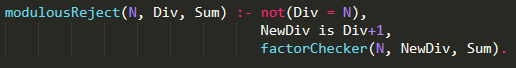 modulousReject(N, Div, Sum) :- not(Div = N),
NewDiv is Div+1,
factorChecker(N, NewDiv, Sum).